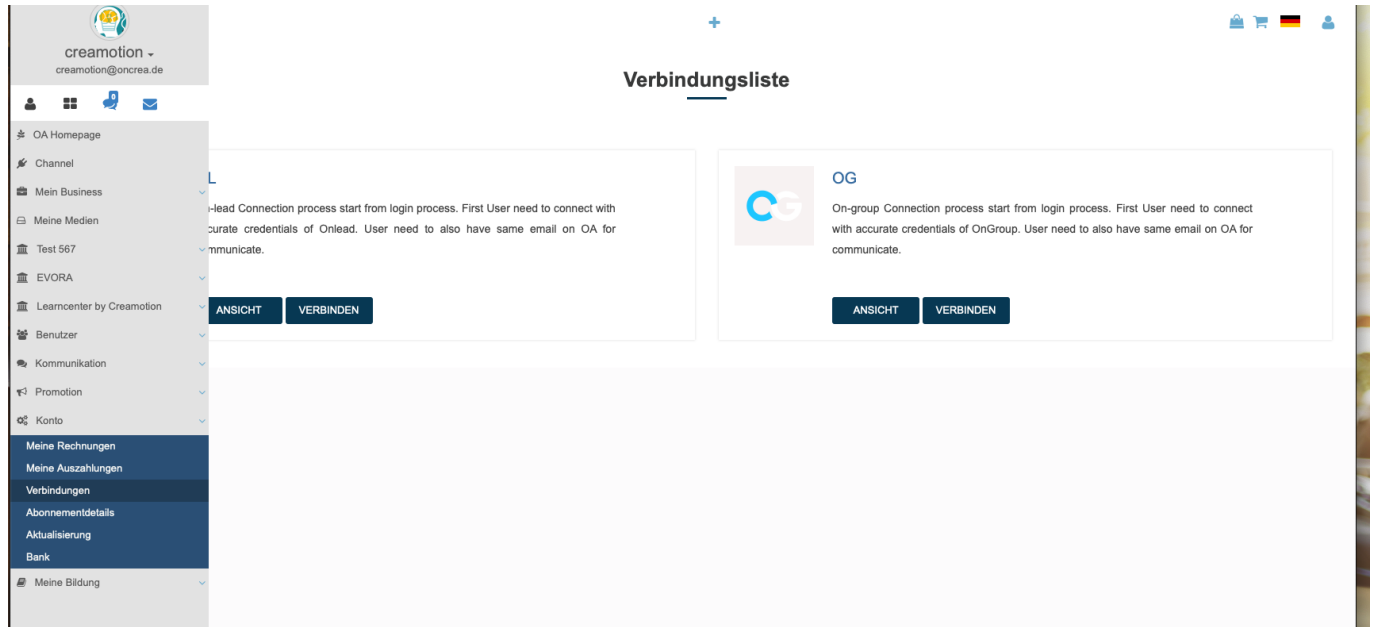 creamotion
creamotion@oncrea.de
0
OA Homepage
Channel
Mein Business
Meine Medien
Test 567
EVORA
Learncenter by Creamotion
Benutzer
Kommunikation
Promotion
Konto
Meine Rechnungen
Meine Auszahlungen
Verbindungen
Abonnementdetails
Aktualisierung
Bank
Meine Bildung
Verbindungsliste
L
-lead Connection process start from login process. First User need to connect with
curate credentials of Onlead. User need to also have same email on OA for
mmunicate.
ANSICHT VERBINDEN
OG
OG
On-group Connection process start from login process. First User need to connect
with accurate credentials of OnGroup. User need to also have same email on OA for
communicate.
ANSICHT VERBINDEN